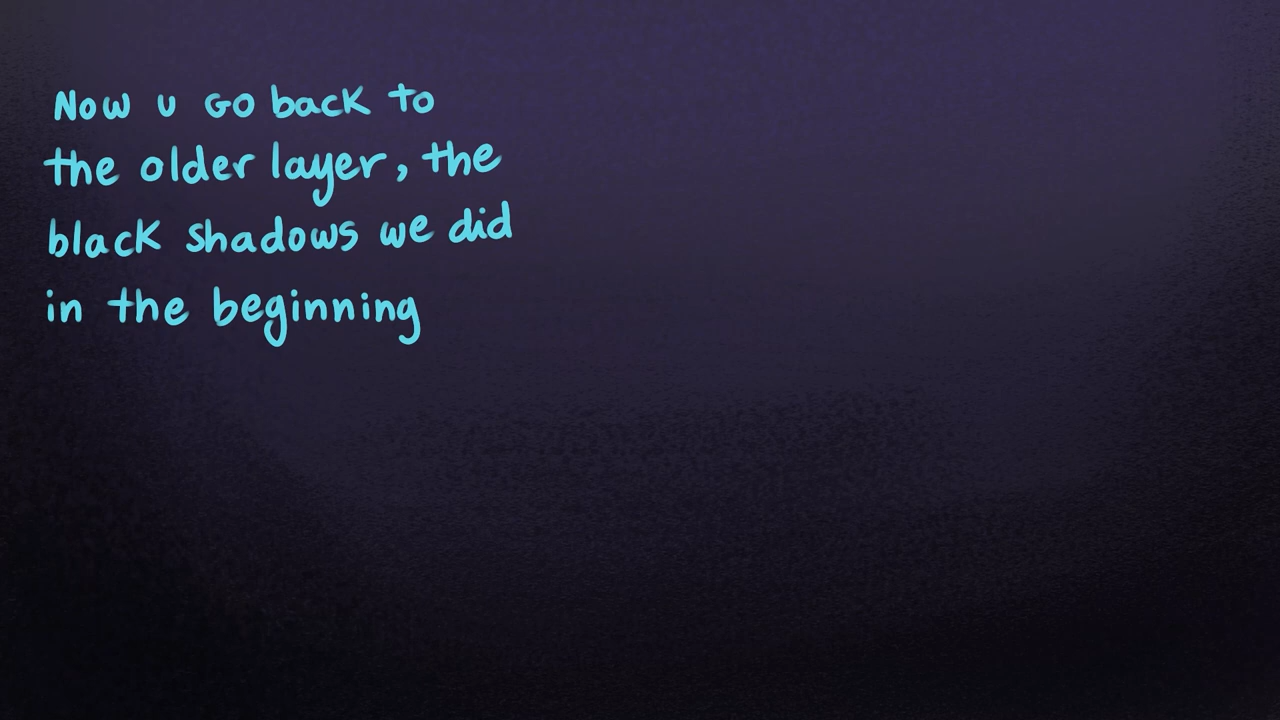 Now u Go back to
the older layer, the
black shadows we did
in the beginning